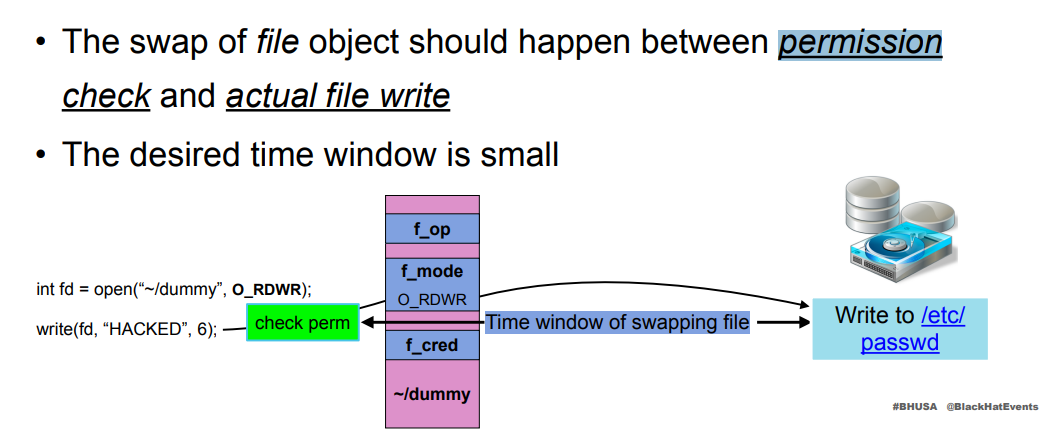 • The swap of file object should happen between permission
check and actual file write
• The desired time window is small
f_op
f_mode
O_RDWR
int fd = open(“~/dummy”, O_RDWR);
write(fd, “HACKED”, 6);
check perm
Time window of swapping file
Write to /etc/
passwd
f_cred
~/dummy
#BHUSA @BlackHatEvents